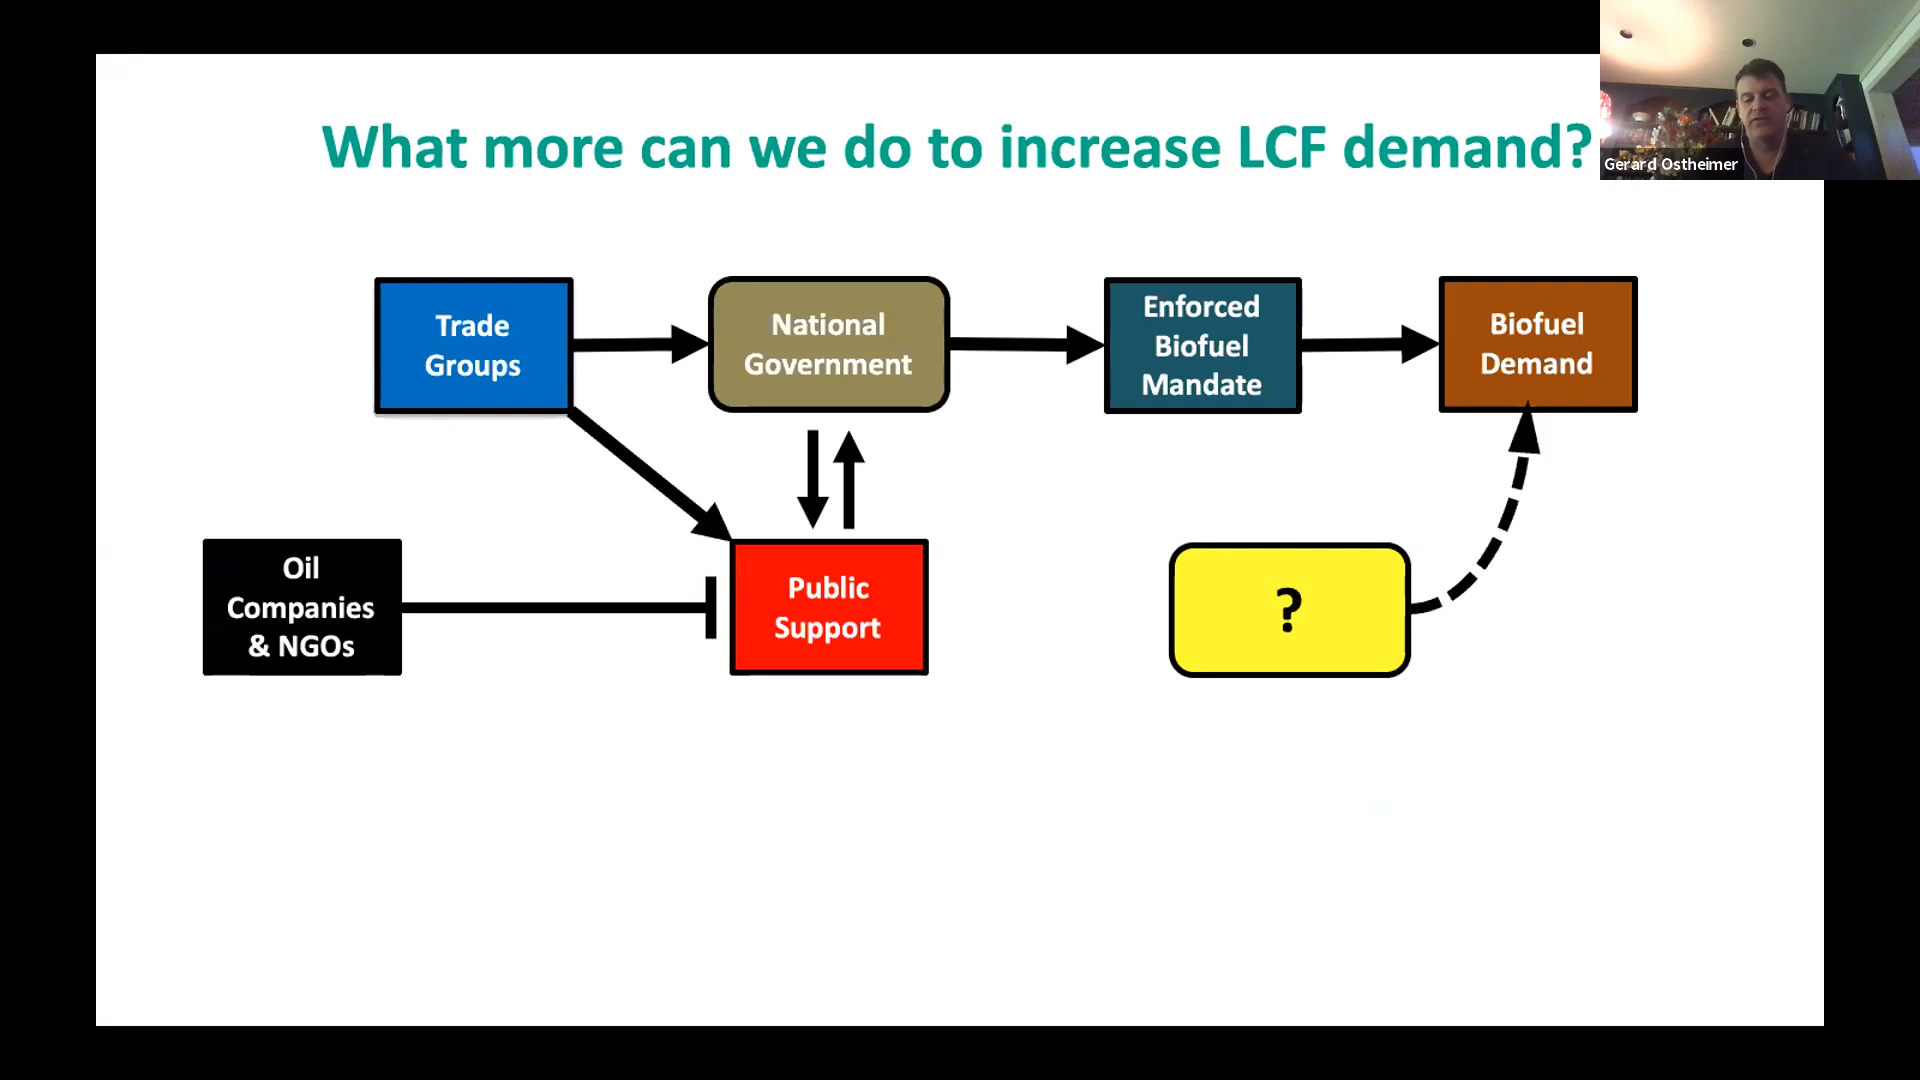 What more can we do to increase LCF demand?
Gerard Ostheimer
Trade
Groups
National
Government
Enforced
Biofuel
Mandate
Biofuel
Demand
Oil
Companies
& NGOs
Public
Support
?